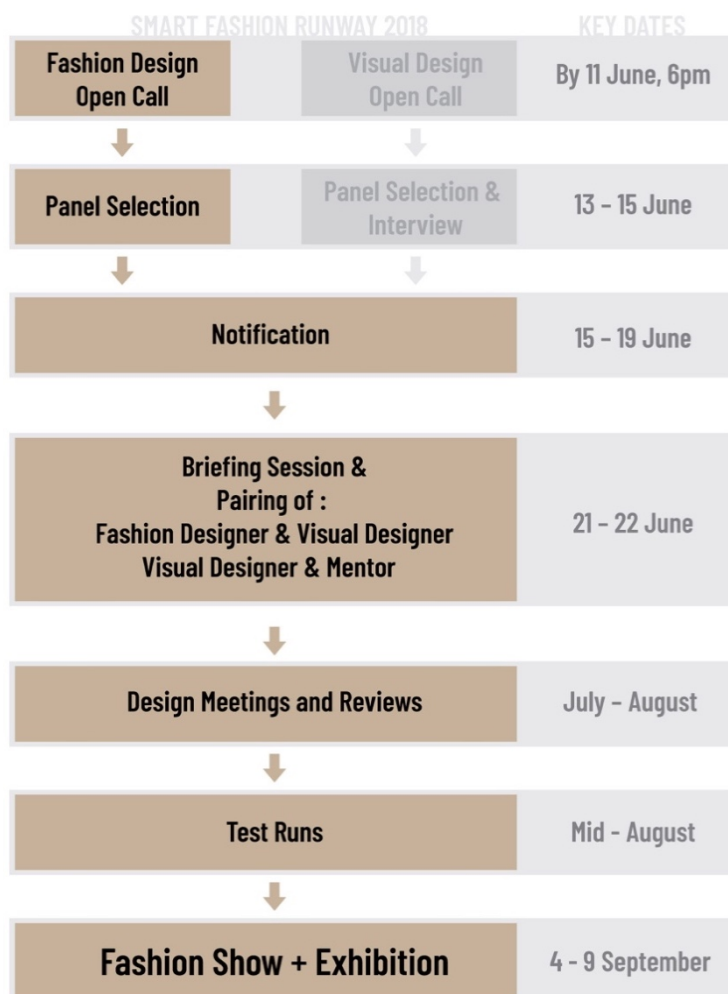 SMART FASHION RUNWAY 2018
KEY DATES
Fashion Design
Open Call
Visual Design
Open Call
By 11 June, 6pm
Panel Selection
Panel Selection &
Interview
13 – 15 June
Notification
15 – 19 June
Briefing Session &
Pairing of :
Fashion Designer & Visual Designer
Visual Designer & Mentor
21 – 22 June
Design Meetings and Reviews
July – August
Test Runs
Mid - August
Fashion Show + Exhibition
4 - 9 September